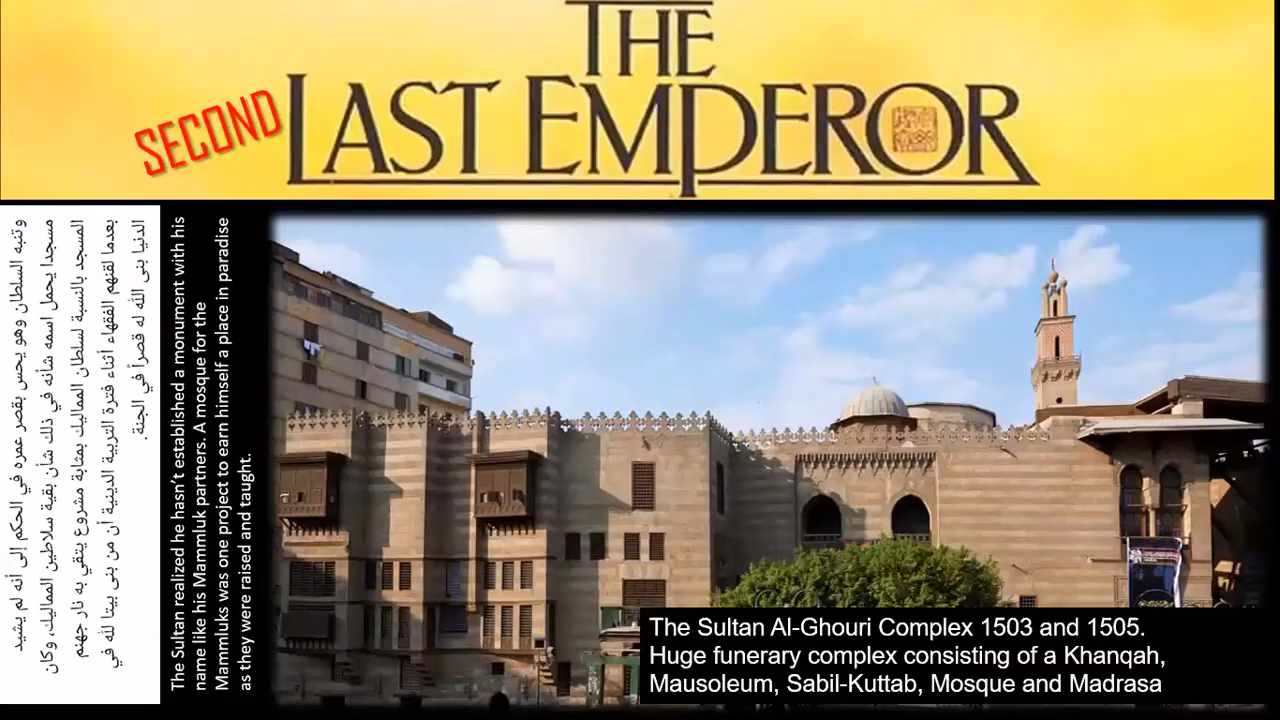 THE
SECOND
LAST EMPEROR
وتنبه السلطان وهو يحس بقصر عمره في الحكم إلى أنه لم يشيد
مسجدا يحمل اسمه شأنه في ذلك شأن بقية سلاطين المماليك، وكان
المسجد بالنسبة لسلطان المماليك بمثابة مشروع يتقي به نار جهنم
بعدما لقنهم الفقهاء أثناء فترة التربية الدينية أن من بنى بيتا لله في
الدنيا بنى الله له قصراً في الجنة.
The Sultan realized he hasn't established a monument with his
name like his Mammluk partners. A mosque for the
Mammluks was one project to earn himself a place in paradise
as they were raised and taught.
The Sultan Al-Ghouri Complex 1503 and 1505.
Huge funerary complex consisting of a Khanqah,
Mausoleum, Sabil-Kuttab, Mosque and Madrasa